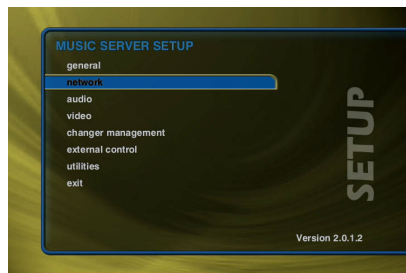 MUSIC SERVER SETUP
general
network
audio
video
changer management
external control
utilities
exit
SETUP
Version 2.0.1.2